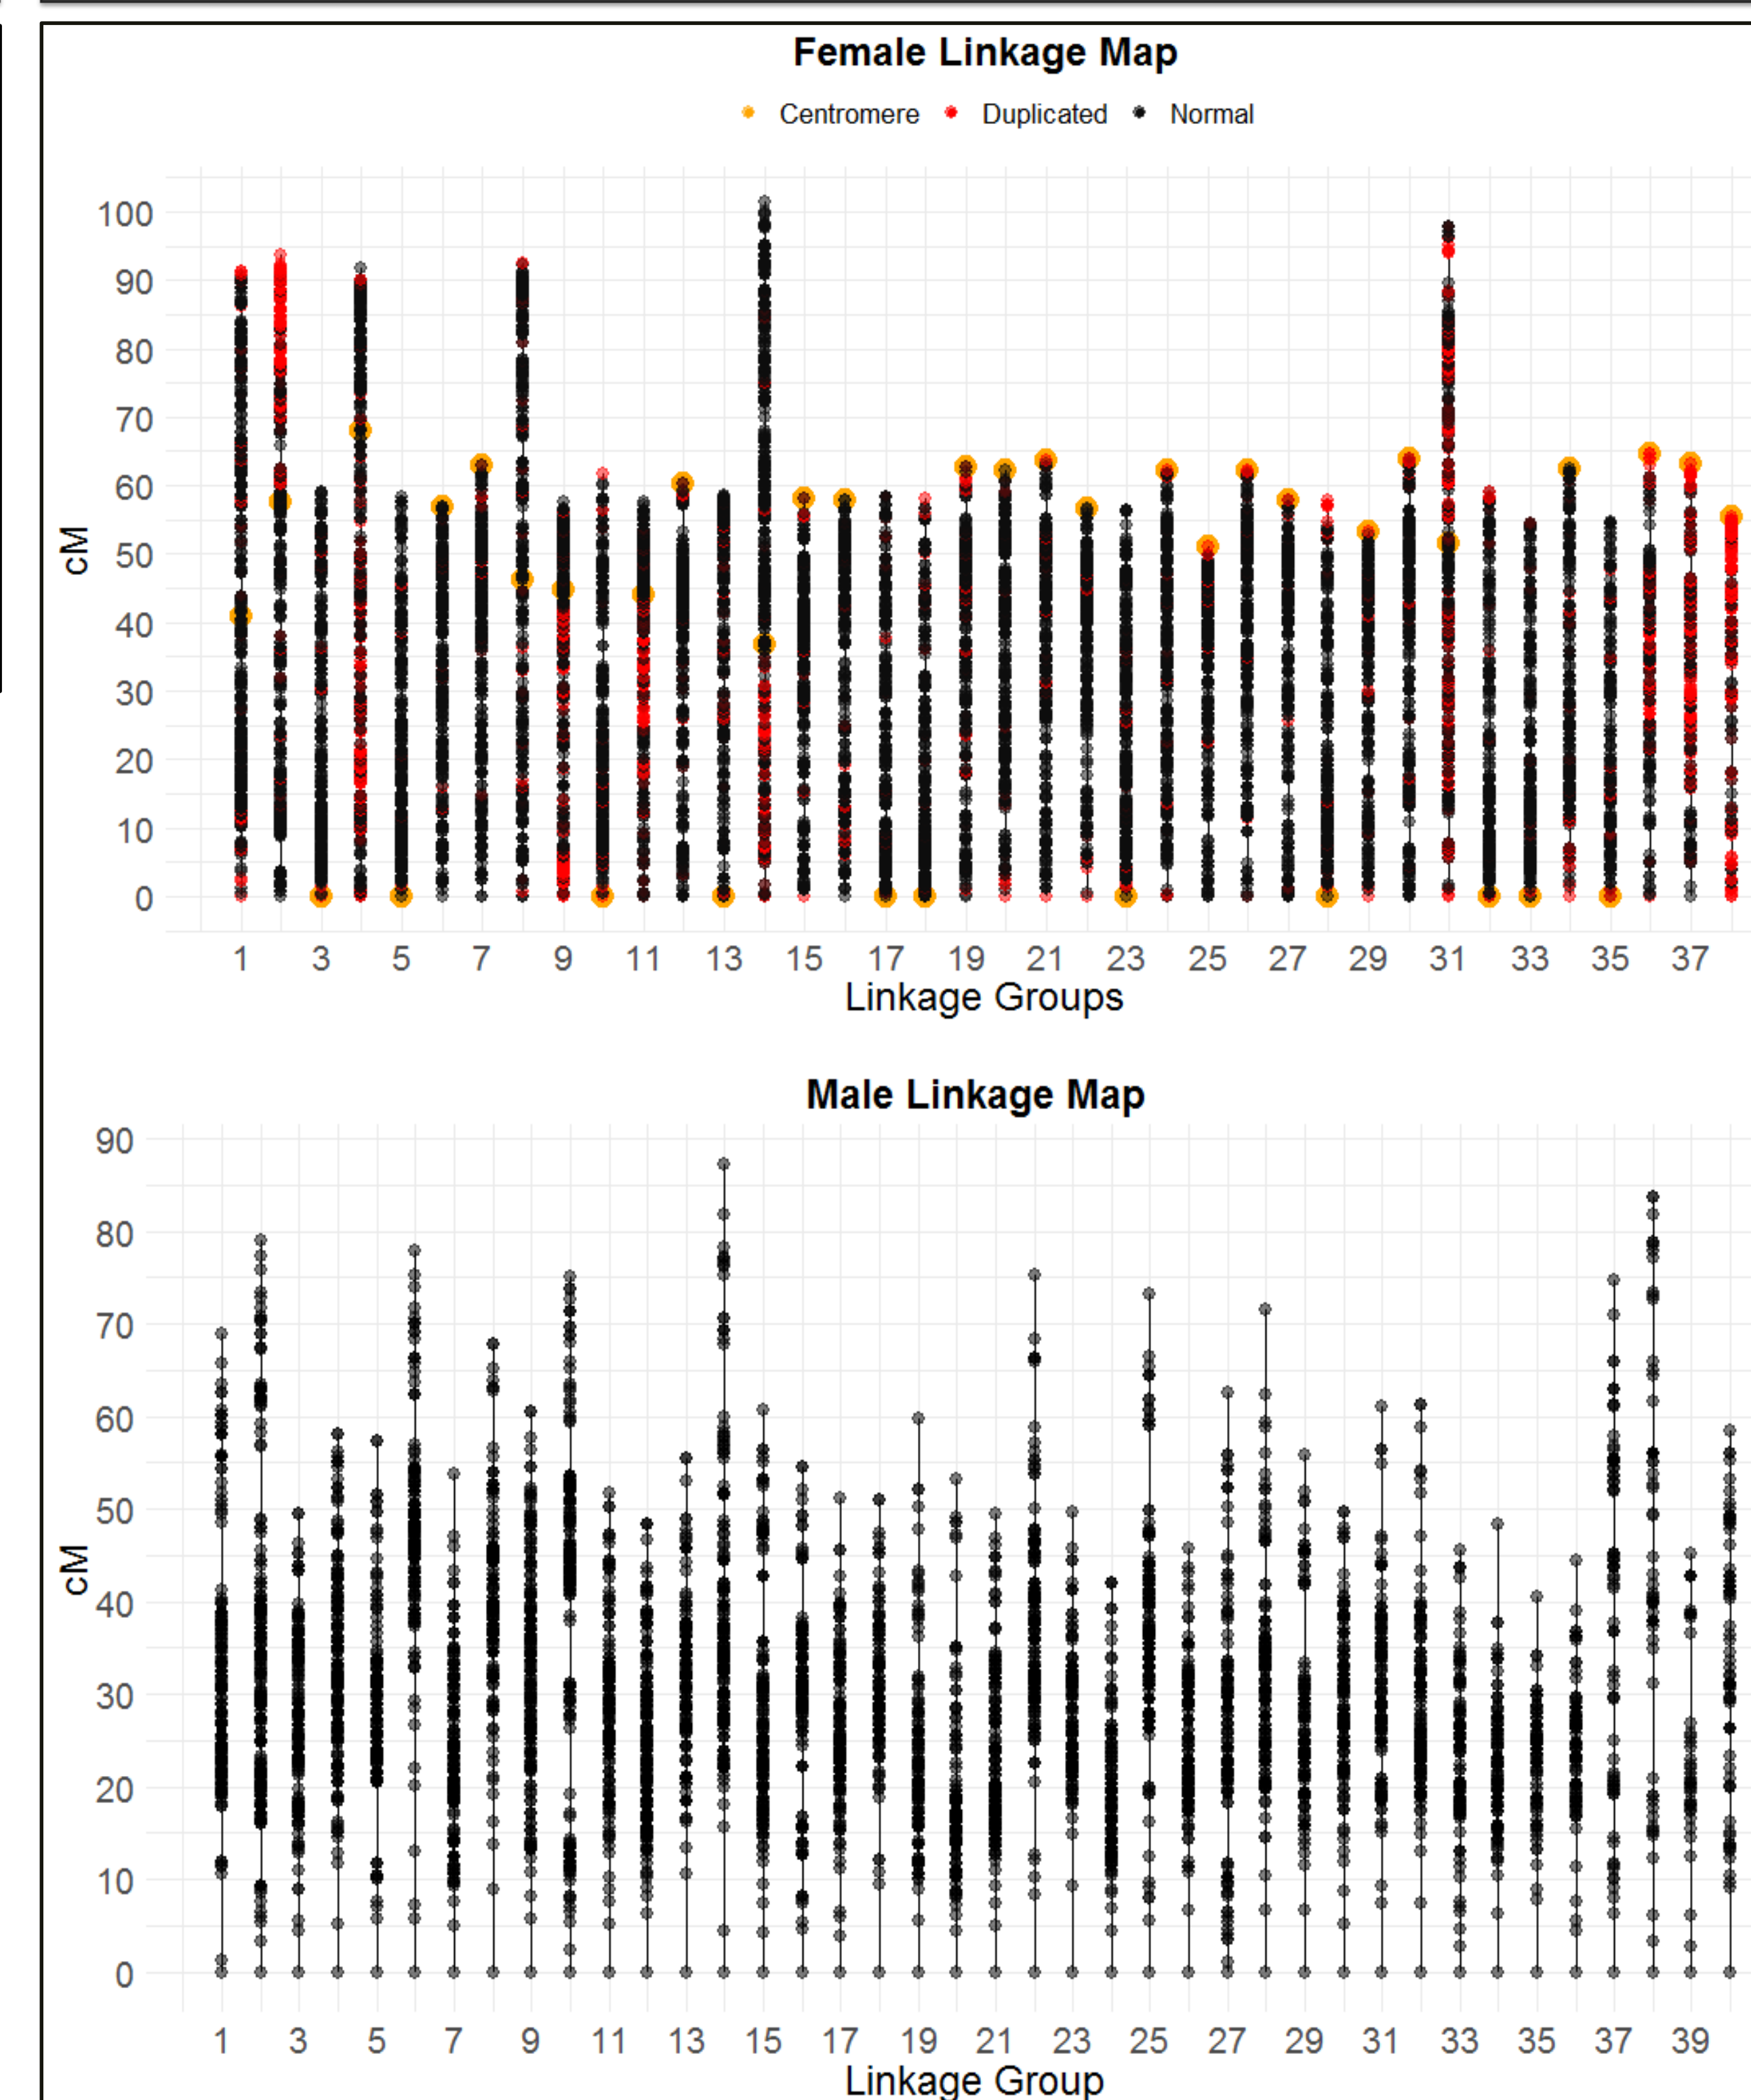 Female Linkage Map
Centromere Duplicated Normal
100
90
80
70
60
50
40
30
20
10
0
cM
1 3 5 7 9 11 13 15 17 19 21 23 25 27 29 31 33 35 37
Linkage Groups
Male Linkage Map
90
80
70
60
50
40
30
20
10
0
cM
1 3 5 7 9 11 13 15 17 19 21 23 25 27 29 31 33 35 37 39
Linkage Group